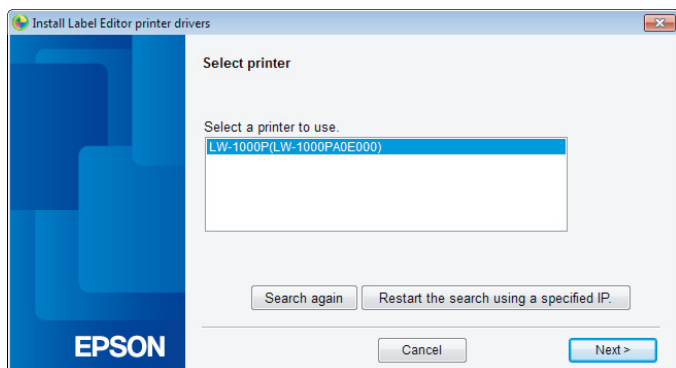 Install Label Editor printer drivers
Select printer
Select a printer to use.
LW-1000P(LW-1000PA0E000)
Search again
Restart the search using a specified IP.
EPSON
Cancel
Next >